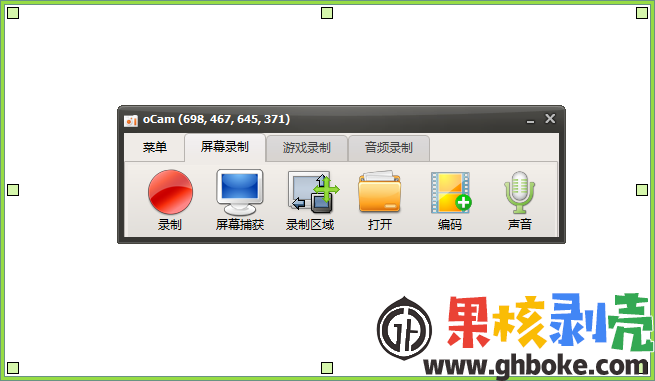 oCam (698, 467, 645, 371)
菜单 屏幕录制 游戏录制 音频录制
录制 屏幕捕获 录制区域 打开 编码 声音
果核剥壳
www.ghboke.com